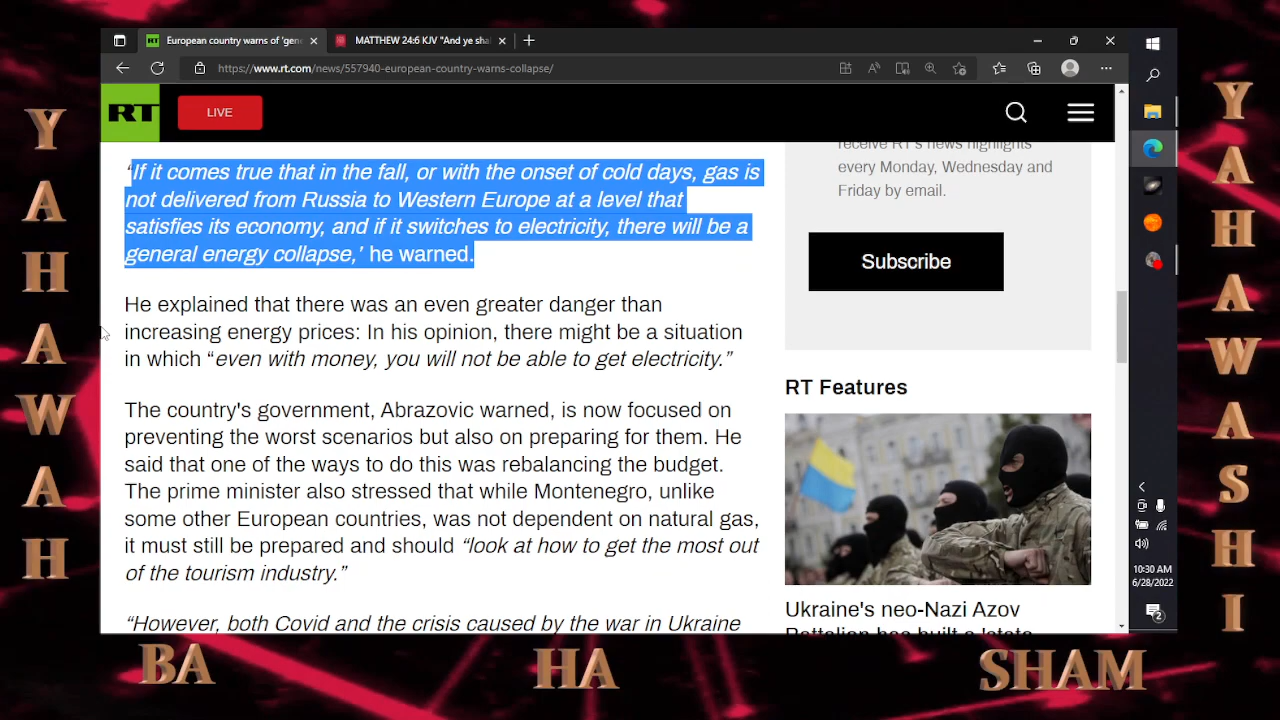 European country warns of 'gene
MATTHEW 24:6 KJV "And ye sha
https://www.rt.com/news/557940-european-country-warns-collapse/
RT
LIVE
"If it comes true that in the fall, or with the onset of cold days, gas is
not delivered from Russia to Western Europe at a level that
satisfies its economy, and if it switches to electricity, there will be a
general energy collapse,' he warned.
He explained that there was an even greater danger than
increasing energy prices: In his opinion, there might be a situation
in which "even with money, you will not be able to get electricity."
The country's government, Abrazovic warned, is now focused on
preventing the worst scenarios but also on preparing for them. He
said that one of the ways to do this was rebalancing the budget.
The prime minister also stressed that while Montenegro, unlike
some other European countries, was not dependent on natural gas,
it must still be prepared and should "look at how to get the most out
of the tourism industry."
"However, both Covid and the crisis caused by the war in Ukraine
receive RT's news highlights
every Monday, Wednesday and
Friday by email.
Subscribe
RT Features
Ukraine's neo-Nazi Azov
Battalion has built a 'state
10:30 AM
6/28/2022
2
YAHAWAH
YAHAWASHI
BA HA SHAM